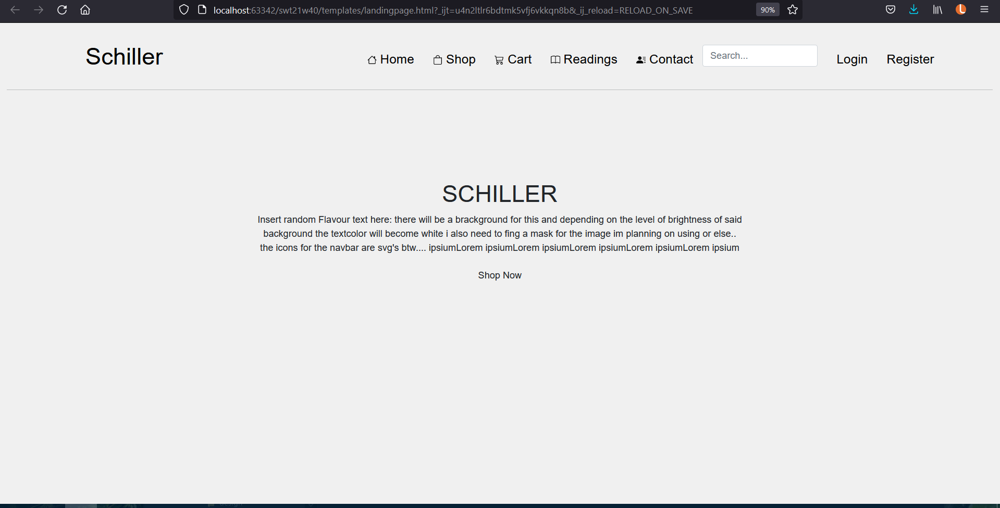 localhost:63342/swt21w40/templates/landingpage.html?_ijt=u4n2ltlr6bdtmk5vfj6vkkqn8b&_ij_reload=RELOAD_ON_SAVE 90%
Schiller Home Shop Cart Readings Contact Search... Login Register
SCHILLER
Insert random Flavour text here: there will be a brackground for this and depending on the level of brightness of said
background the textcolor will become white i also need to fing a mask for the image im planning on using or else..
the icons for the navbar are svg's btw.... ipsiumLorem ipsiumLorem ipsiumLorem ipsiumLorem ipsiumLorem ipsium
Shop Now
design